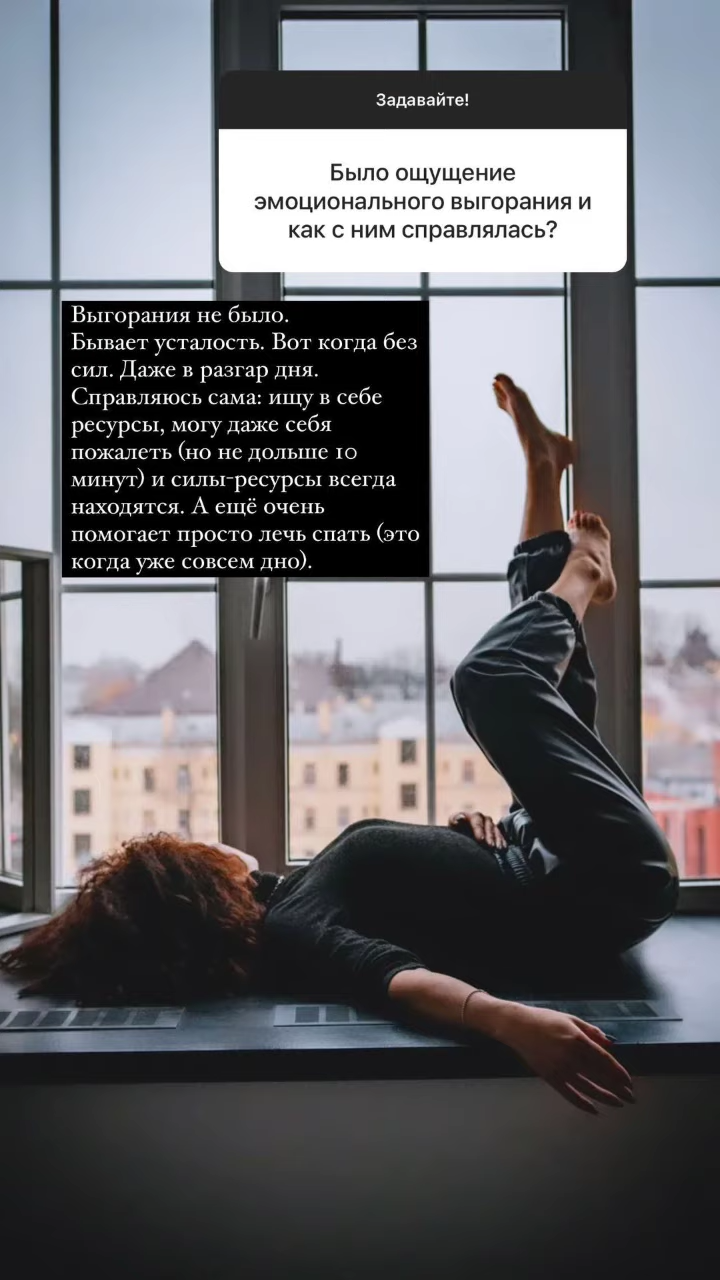 Задавайте!
Было ощущение
эмоционального выгорания и
как с ним справлялась?
Выгорания не было.
Бывает усталость. Вот когда без
сил. Даже в разгар дня.
Справляюсь сама: ищу в себе
ресурсы, могу даже себя
пожалеть (но не дольше 10
минут) и силы-ресурсы всегда
находятся. А ещё очень
помогает просто лечь спать (это
когда уже совсем дно).